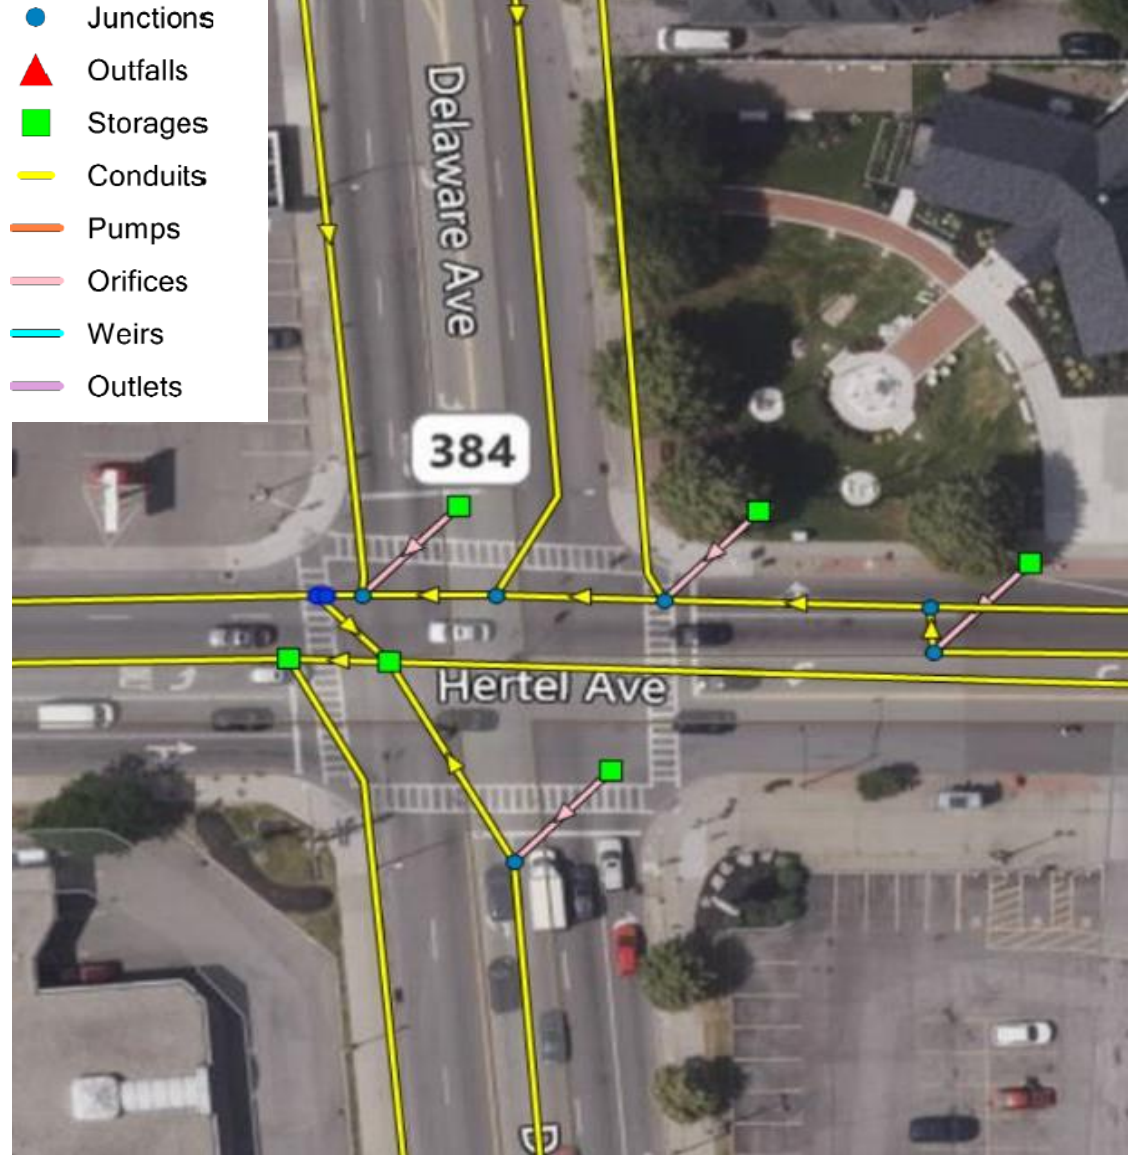 Junctions
Outfalls
Storages
Conduits
Pumps
Orifices
Weirs
Outlets
Delaware Ave
384
Hertel Ave
D